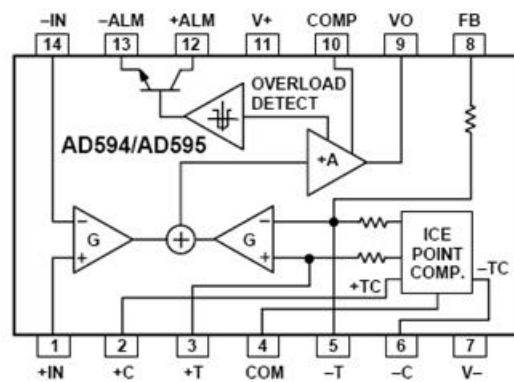 –IN –ALM +ALM V+ COMP VO FB
14 13 12 11 10 9 8
OVERLOAD
DETECT
AD594/AD595
+A
– –
G + G
+ +
ICE
POINT
COMP.
–TC
+TC
1 2 3 4 5 6 7
+IN +C +T COM –T –C V–